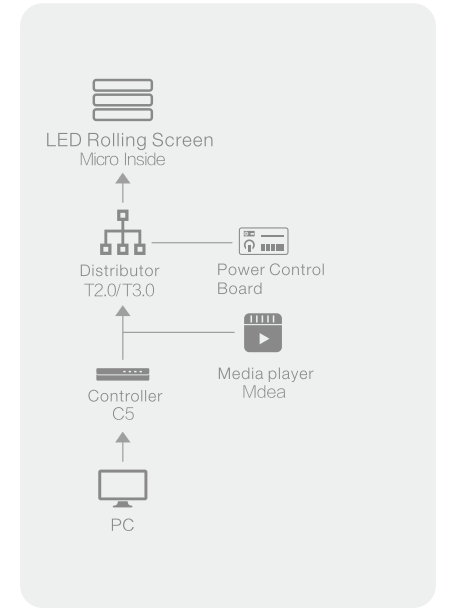 LED Rolling Screen
Micro Inside
Distributor
T2.0/T3.0
Power Control
Board
Media player
Mdea
Controller
C5
PC